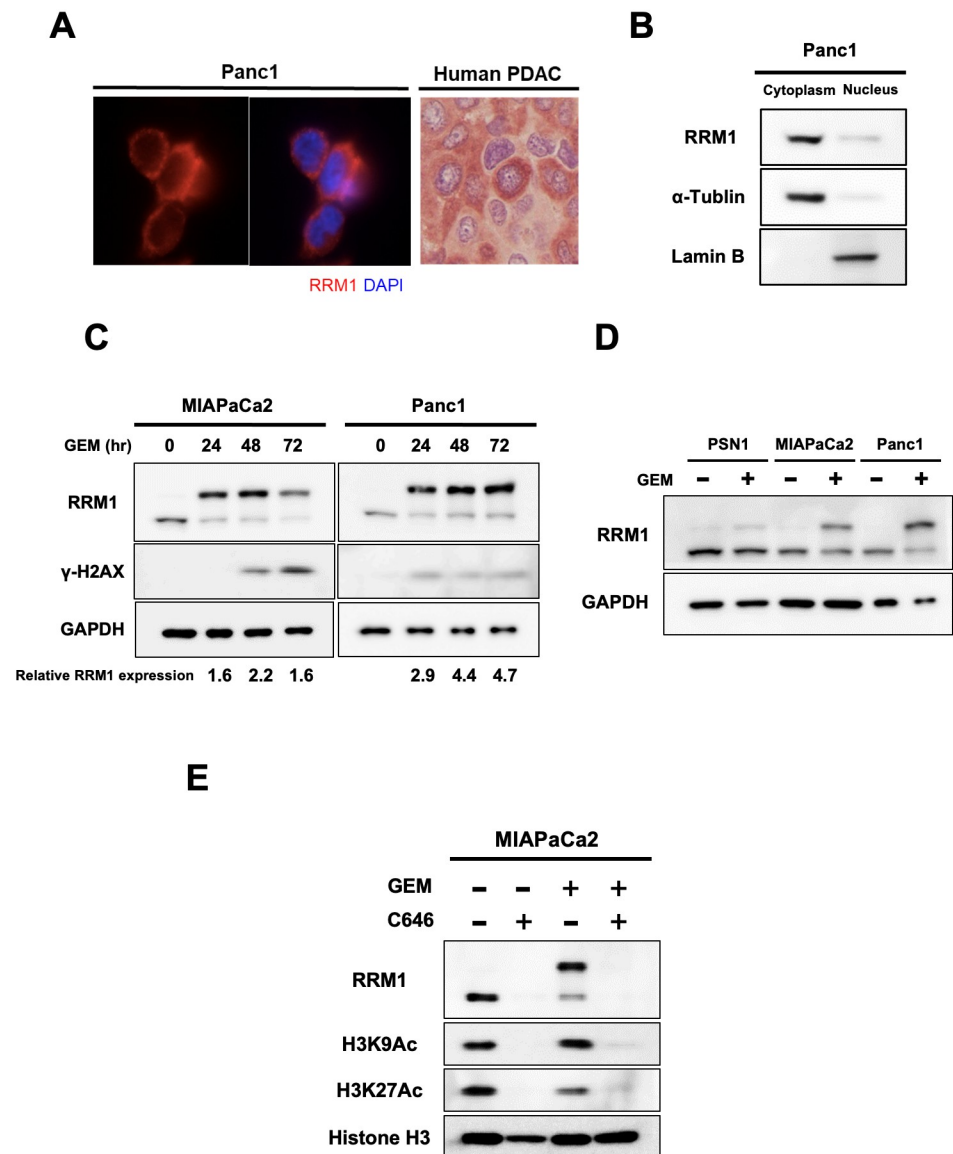 A
Panc1
Human PDAC
RRM1 DAPI
B
Panc1
Cytoplasm Nucleus
RRM1
α-Tublin
Lamin B
C
MIAPaCa2 Panc1
GEM (hr) 0 24 48 72 0 24 48 72
RRM1
γ-H2AX
GAPDH
Relative RRM1 expression 1.6 2.2 1.6 2.9 4.4 4.7
D
PSN1 MIAPaCa2 Panc1
GEM − + − + − +
RRM1
GAPDH
E
MIAPaCa2
GEM − − + +
C646 − + − +
RRM1
H3K9Ac
H3K27Ac
Histone H3